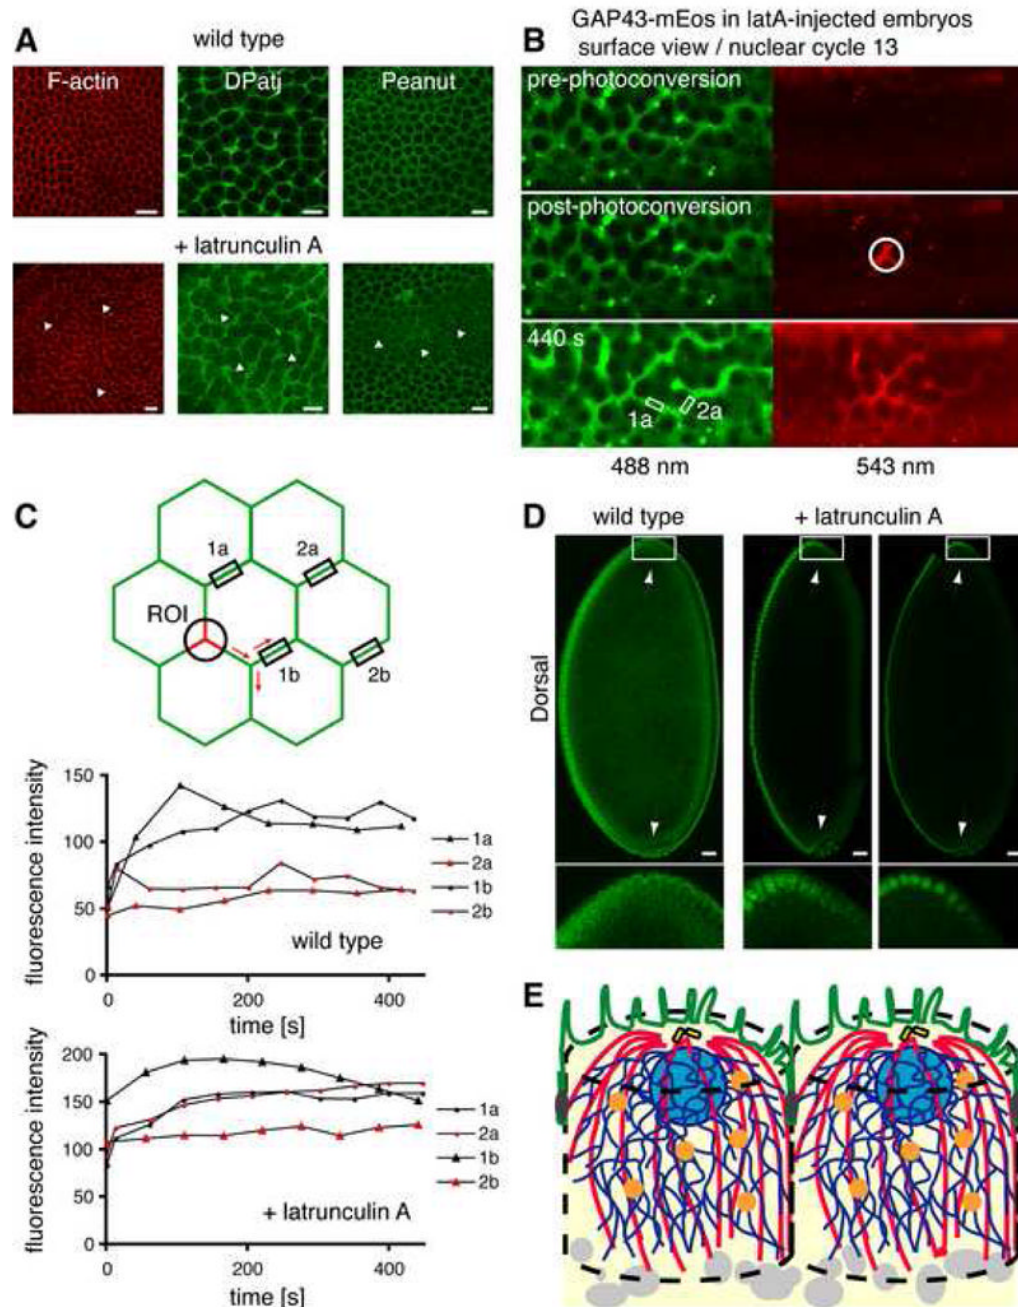 A
wild type
F-actin
DPatj
Peanut
+ latrunculin A
B
GAP43-mEos in latA-injected embryos
surface view / nuclear cycle 13
pre-photoconversion
post-photoconversion
440 s
1a
2a
488 nm
543 nm
C
1a
2a
ROI
1b
2b
fluorescence intensity
150
100
50
0
0
200
400
time [s]
wild type
1a
2a
1b
2b
fluorescence intensity
200
150
100
50
0
0
200
400
time [s]
+ latrunculin A
1a
2a
1b
2b
D
wild type
+ latrunculin A
Dorsal
E